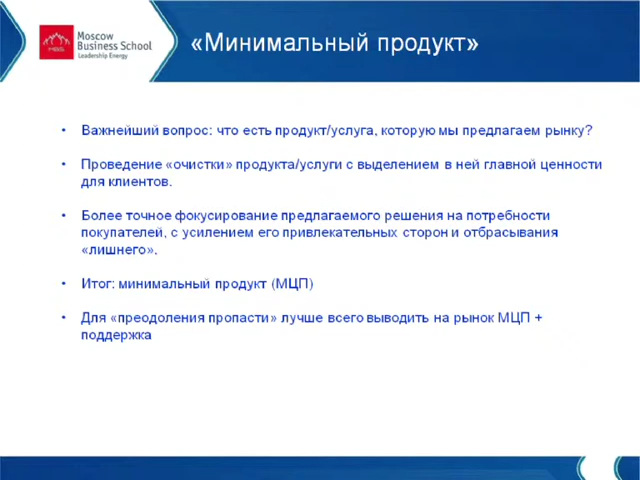 Moscow
Business School
Leadership Energy
MBS
«Минимальный продукт»
• Важнейший вопрос: что есть продукт/услуга, которую мы предлагаем рынку?
• Проведение «очистки» продукта/услуги с выделением в ней главной ценности
для клиентов.
• Более точное фокусирование предлагаемого решения на потребности
покупателей, с усилением его привлекательных сторон и отбрасывания
«лишнего».
• Итог: минимальный продукт (МЦП)
• Для «преодоления пропасти» лучше всего выводить на рынок МЦП +
поддержка